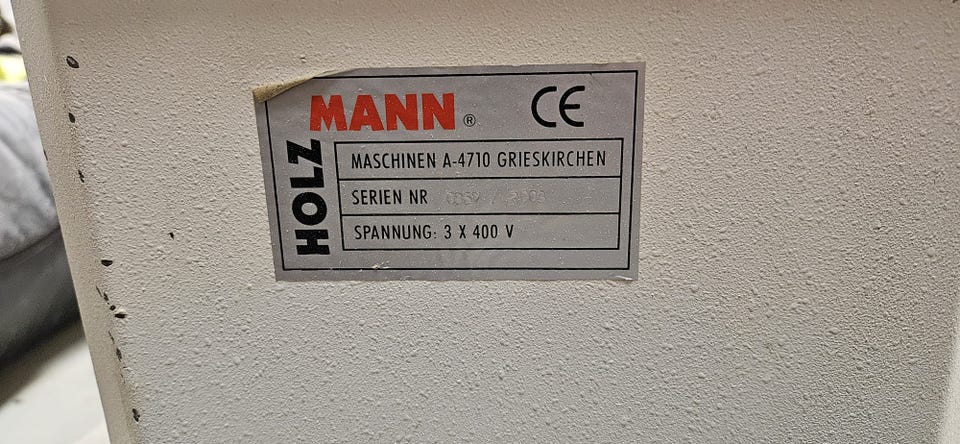 HOLZ
MANN ® CE
MASCHINEN A-4710 GRIESKIRCHEN
SERIEN NR
SPANNUNG: 3 X 400 V